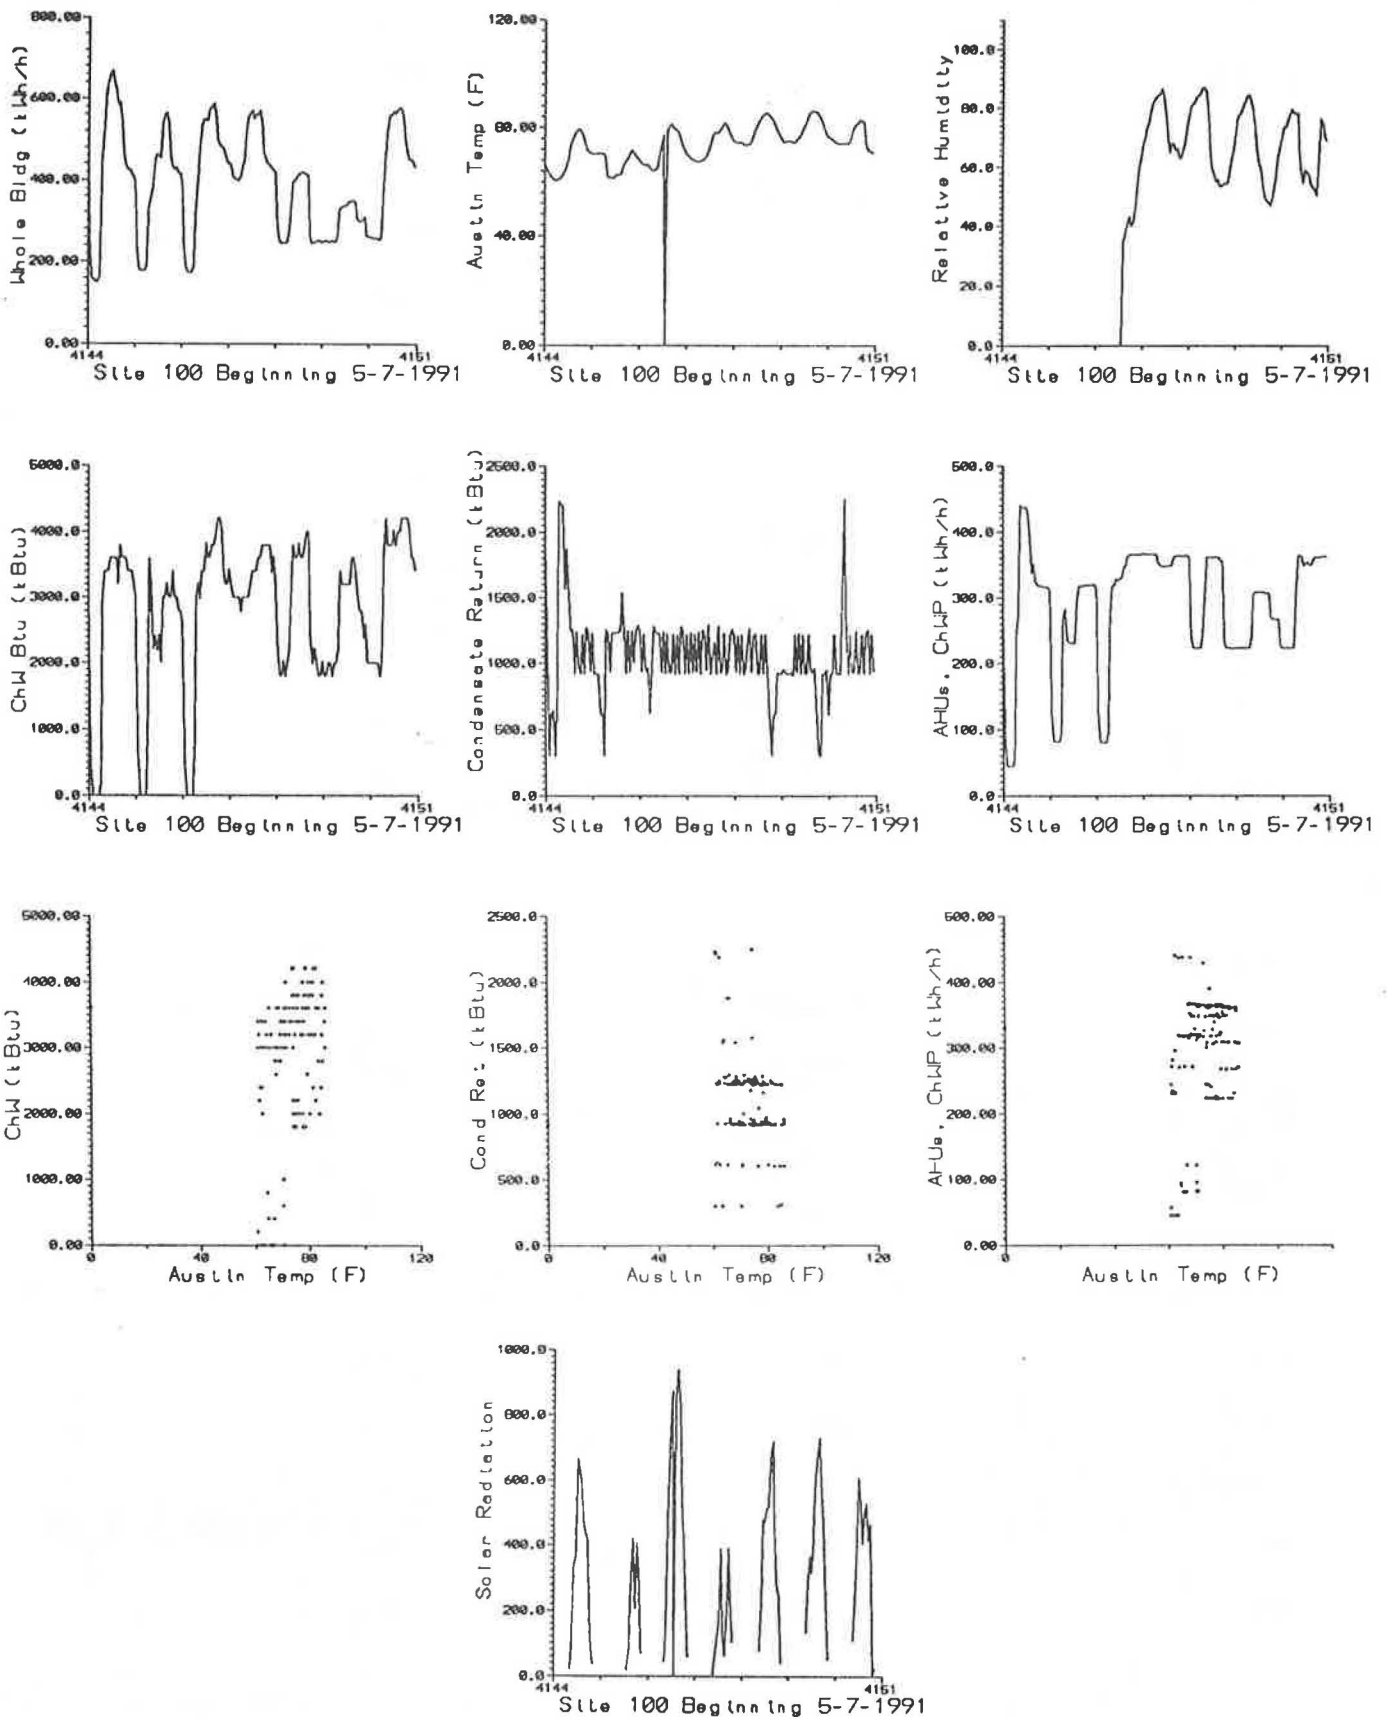 800.00
600.00
400.00
200.00
0.00
Whole Bldg (kWh/h)
4144 4151
Site 100 Beginning 5-7-1991
120.00
80.00
40.00
0.00
Austin Temp (F)
4144 4151
Site 100 Beginning 5-7-1991
100.0
80.0
60.0
40.0
20.0
0.0
Relative Humidity
4144 4151
Site 100 Beginning 5-7-1991
5000.0
4000.0
3000.0
2000.0
1000.0
0.0
ChW Btu (kBtu)
4144 4151
Site 100 Beginning 5-7-1991
2500.0
2000.0
1500.0
1000.0
500.0
0.0
Condensate Return (kBtu)
4144 4151
Site 100 Beginning 5-7-1991
500.0
400.0
300.0
200.0
100.0
0.0
AHUs, ChWP (kWh/h)
4144 4151
Site 100 Beginning 5-7-1991
5000.00
4000.00
3000.00
2000.00
1000.00
0.00
ChW (kBtu)
0 40 80 120
Austin Temp (F)
2500.0
2000.0
1500.0
1000.0
500.0
0.0
Cond Ret (kBtu)
0 40 80 120
Austin Temp (F)
500.00
400.00
300.00
200.00
100.00
0.00
AHUs, ChWP (kWh/h)
0
Austin Temp (F)
1000.0
800.0
600.0
400.0
200.0
0.0
Solar Radiation
4144 4151
Site 100 Beginning 5-7-1991